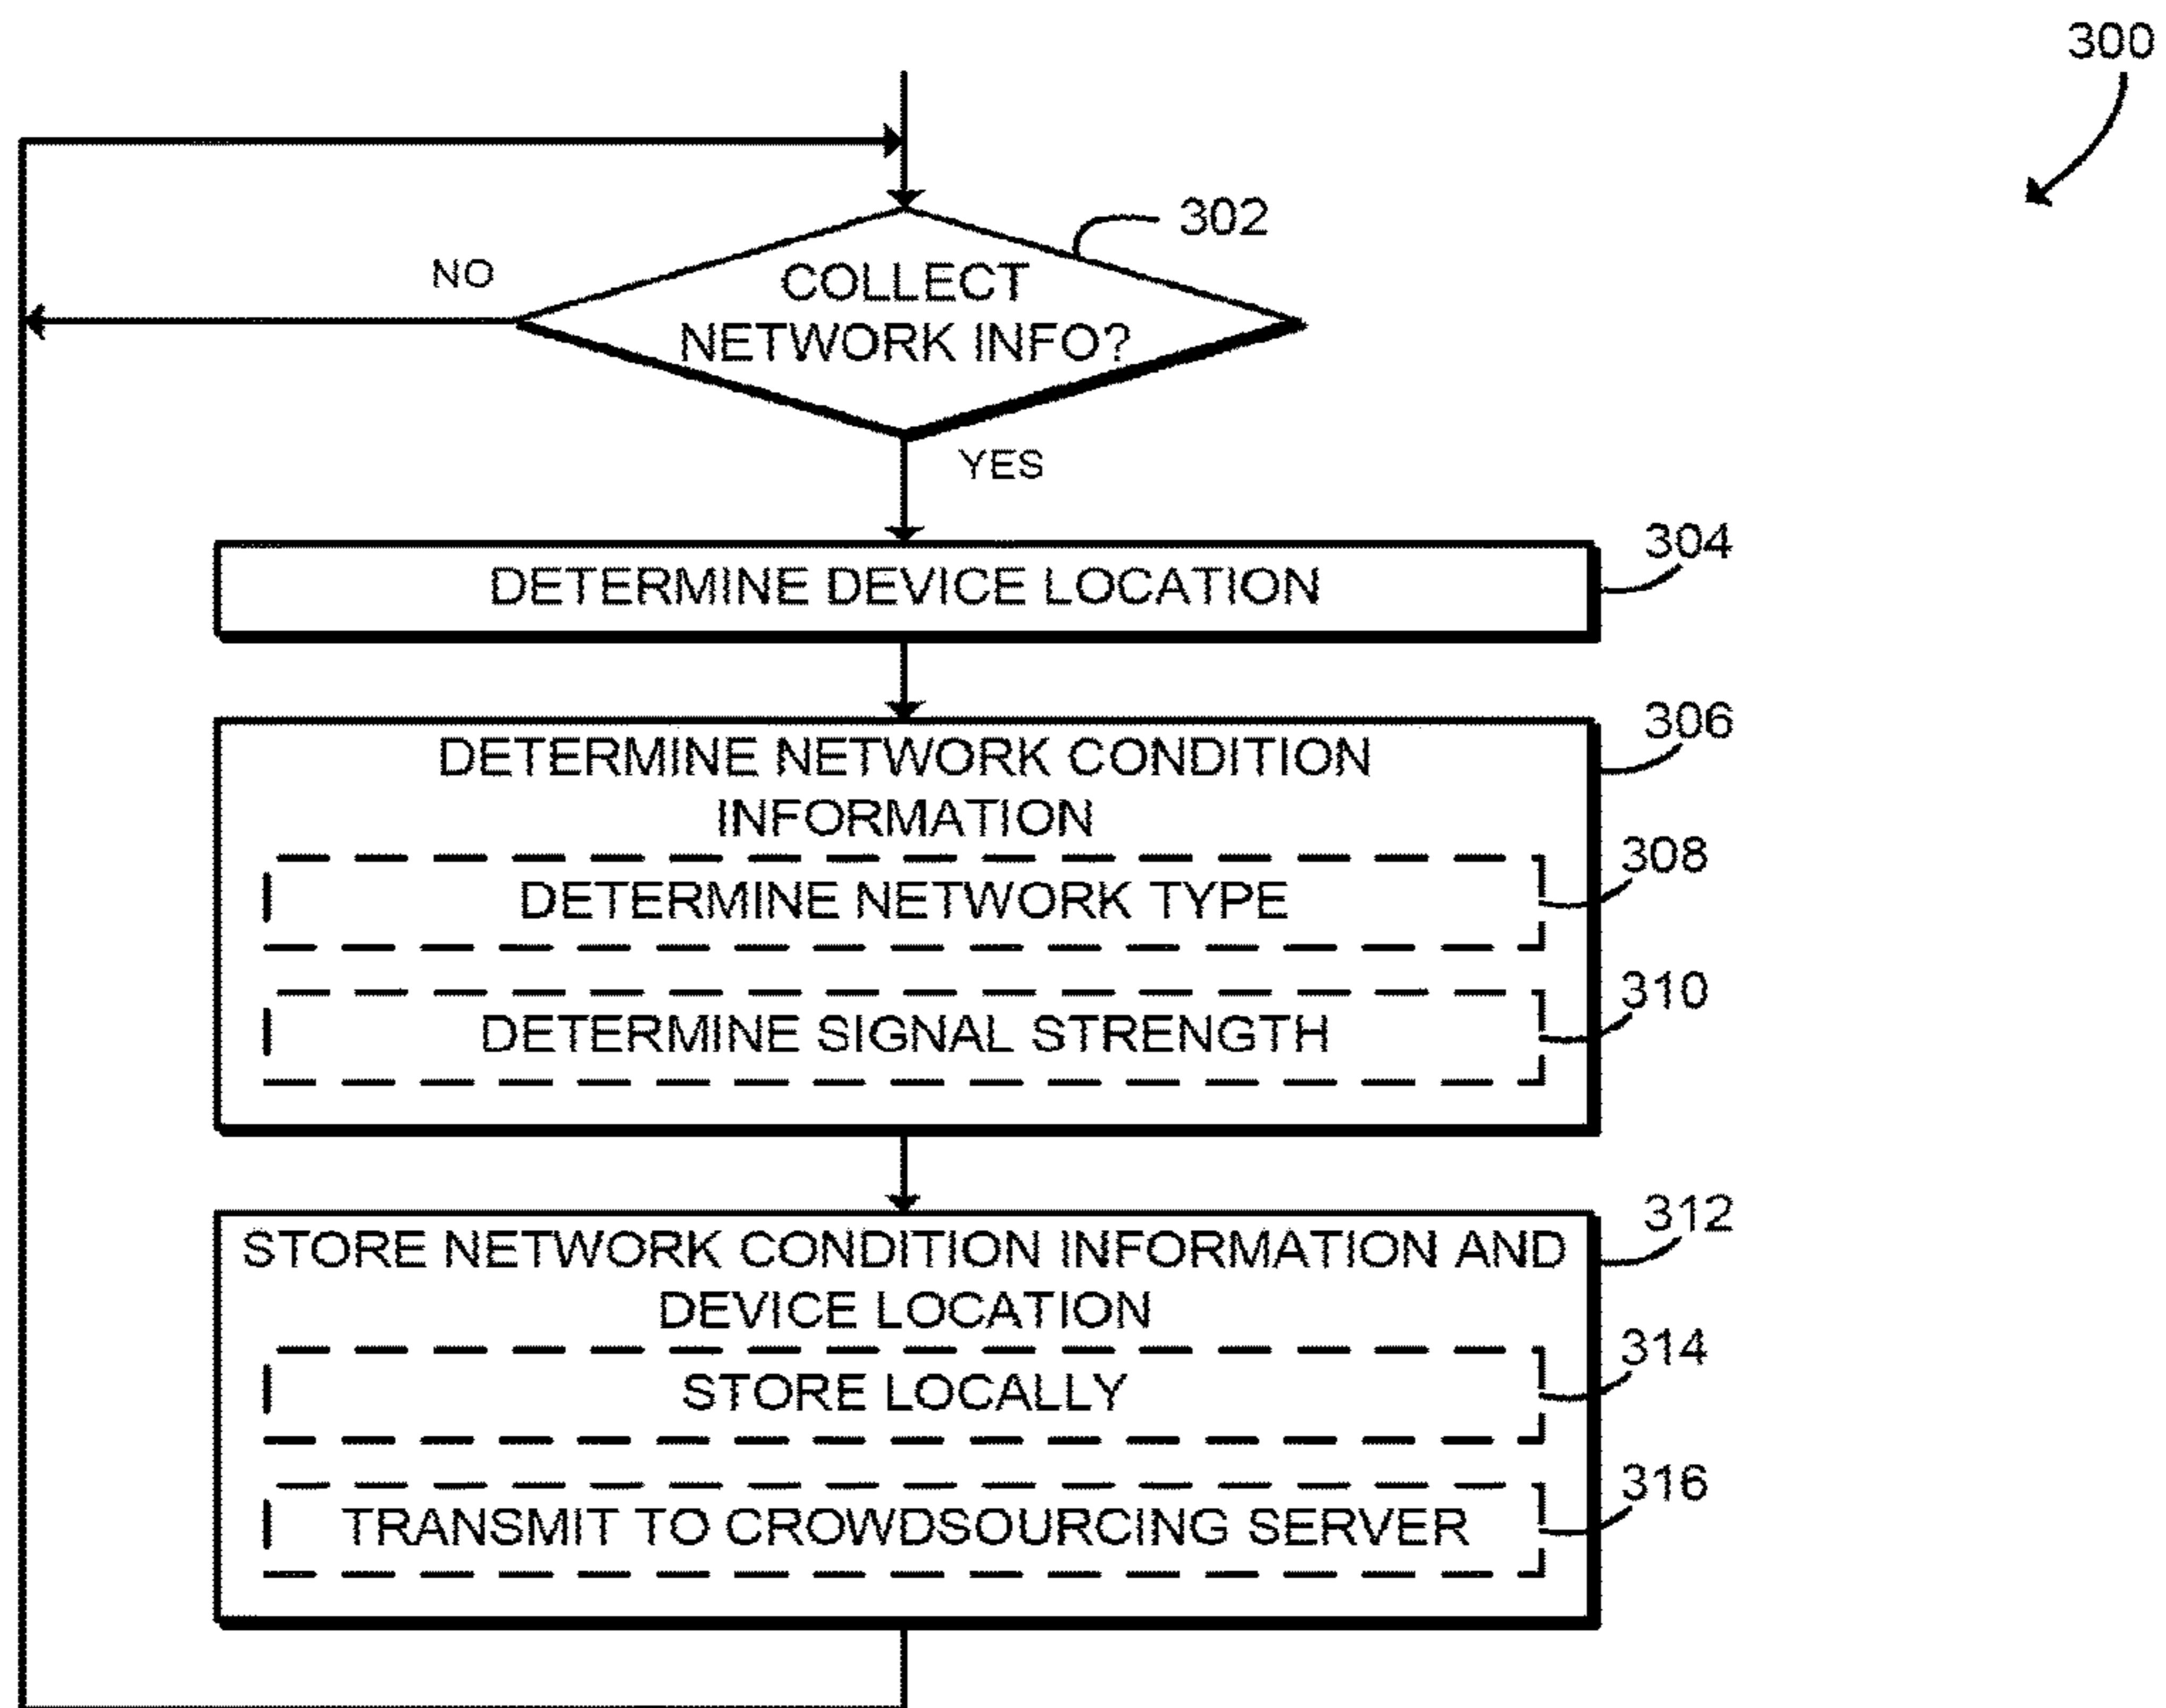 300
302
COLLECT
NETWORK INFO?
NO
YES
304
DETERMINE DEVICE LOCATION
306
DETERMINE NETWORK CONDITION
INFORMATION
308
DETERMINE NETWORK TYPE
310
DETERMINE SIGNAL STRENGTH
312
STORE NETWORK CONDITION INFORMATION AND
DEVICE LOCATION
314
STORE LOCALLY
316
TRANSMIT TO CROWDSOURCING SERVER